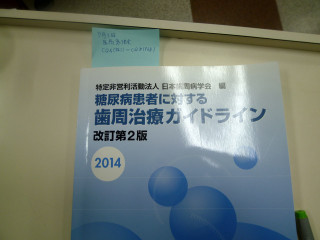 特定非営利活動法人 日本歯周病学会 編
糖尿病患者に対する
歯周治療ガイドライン
改訂第2版
2014